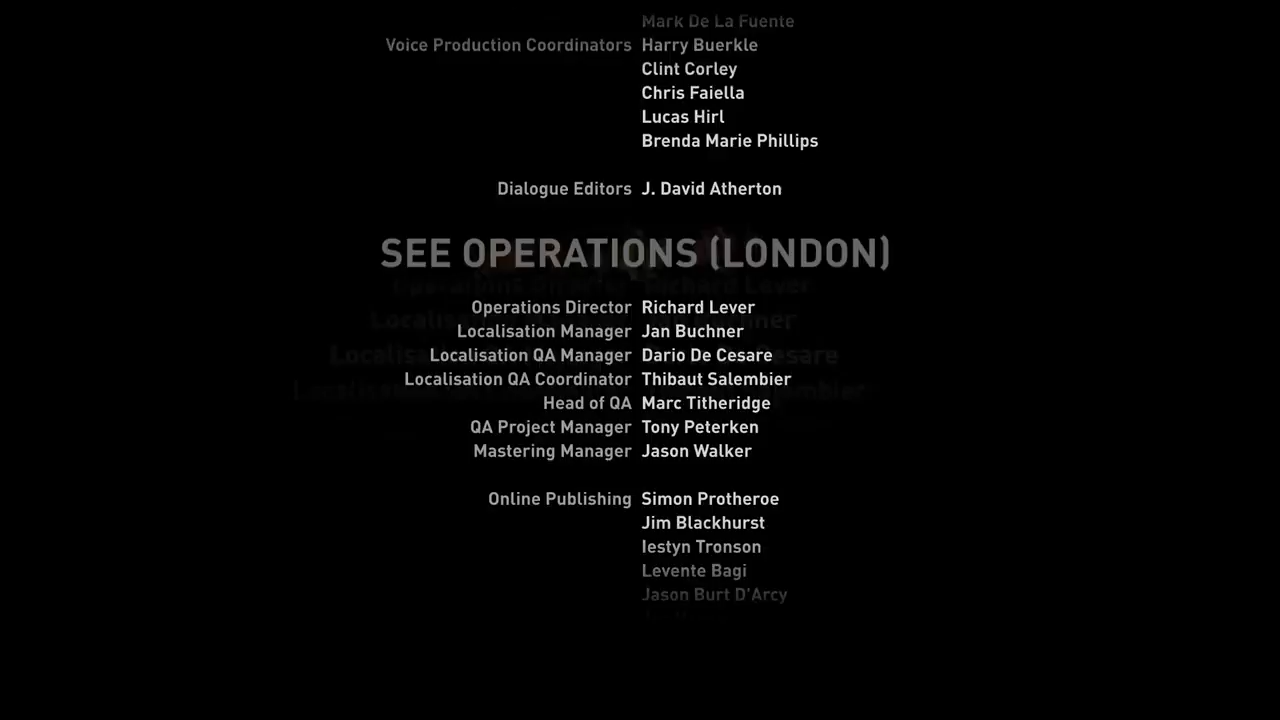 Mark De La Fuente
Voice Production Coordinators Harry Buerkle
Clint Corley
Chris Faiella
Lucas Hirl
Brenda Marie Phillips
Dialogue Editors J. David Atherton
SEE OPERATIONS (LONDON)
Operations Director Richard Lever
Localisation Manager Jan Buchner
Localisation QA Manager Dario De Cesare
Localisation QA Coordinator Thibaut Salembier
Head of QA Marc Titheridge
QA Project Manager Tony Peterken
Mastering Manager Jason Walker
Online Publishing Simon Protheroe
Jim Blackhurst
Iestyn Tronson
Levente Bagi
Jason Burt D'Arcy